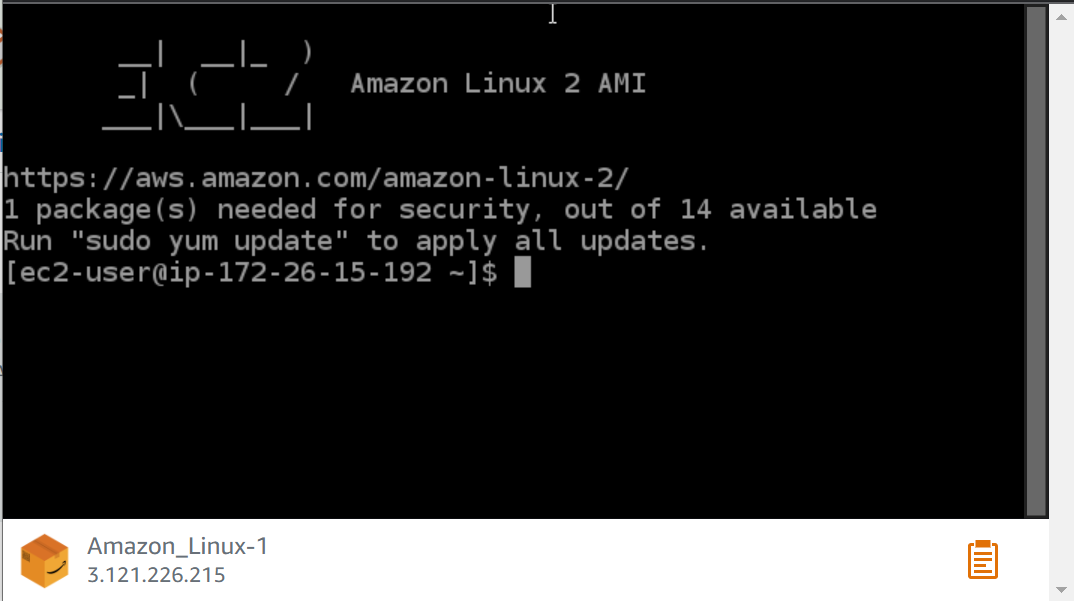 __|  __|_  )
_|  (     /   Amazon Linux 2 AMI
___|\___|___|
https://aws.amazon.com/amazon-linux-2/
1 package(s) needed for security, out of 14 available
Run "sudo yum update" to apply all updates.
[ec2-user@ip-172-26-15-192 ~]$
Amazon_Linux-1
3.121.226.215